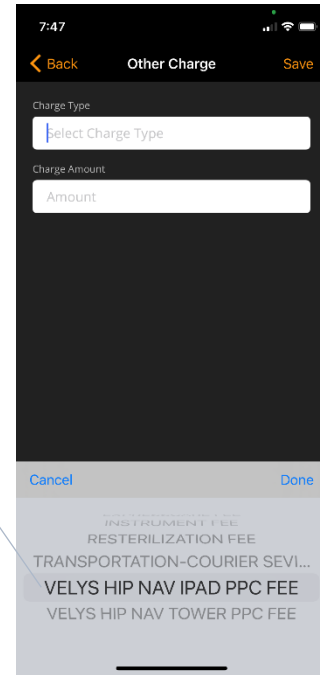 7:47
Back Other Charge Save
Charge Type
Select Charge Type
Charge Amount
Amount
Cancel Done
INSTRUMENT FEE
RESTERILIZATION FEE
TRANSPORTATION-COURIER SEVI...
VELYS HIP NAV IPAD PPC FEE
VELYS HIP NAV TOWER PPC FEE